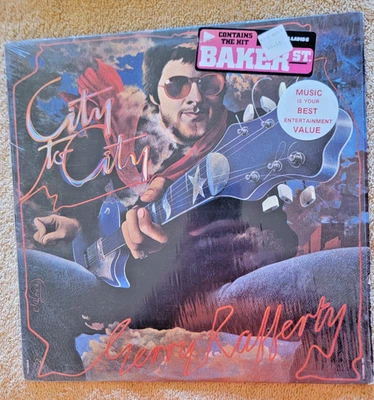 CONTAINS
THE HIT
BAKER ST.
MUSIC
IS YOUR
BEST
ENTERTAINMENT
VALUE
City
to
City
Gerry Rafferty